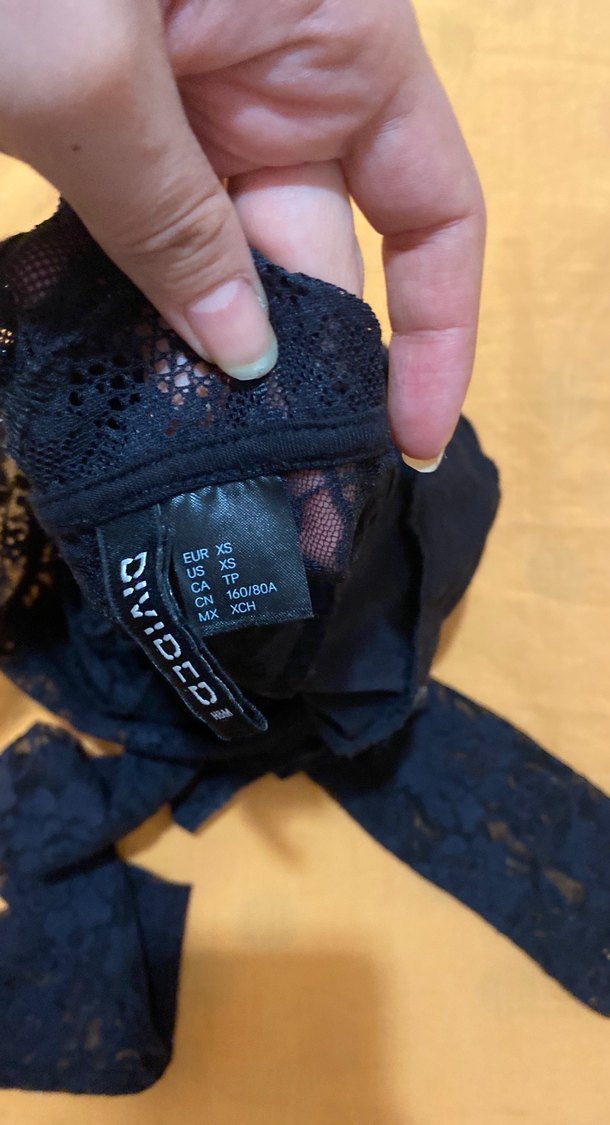 EUR XS
US XS
CA TP
CN 160/80A
MX XCH
DIVIDED
H&M